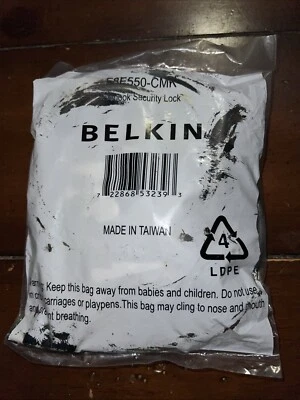 F8E550-CMK
Security Lock
BELKIN
7 22868 53239 3
MADE IN TAIWAN
4
LDPE
Keep this bag away from babies and children. Do not use
carriages or playpens.This bag may cling to nose and mouth
breathing.